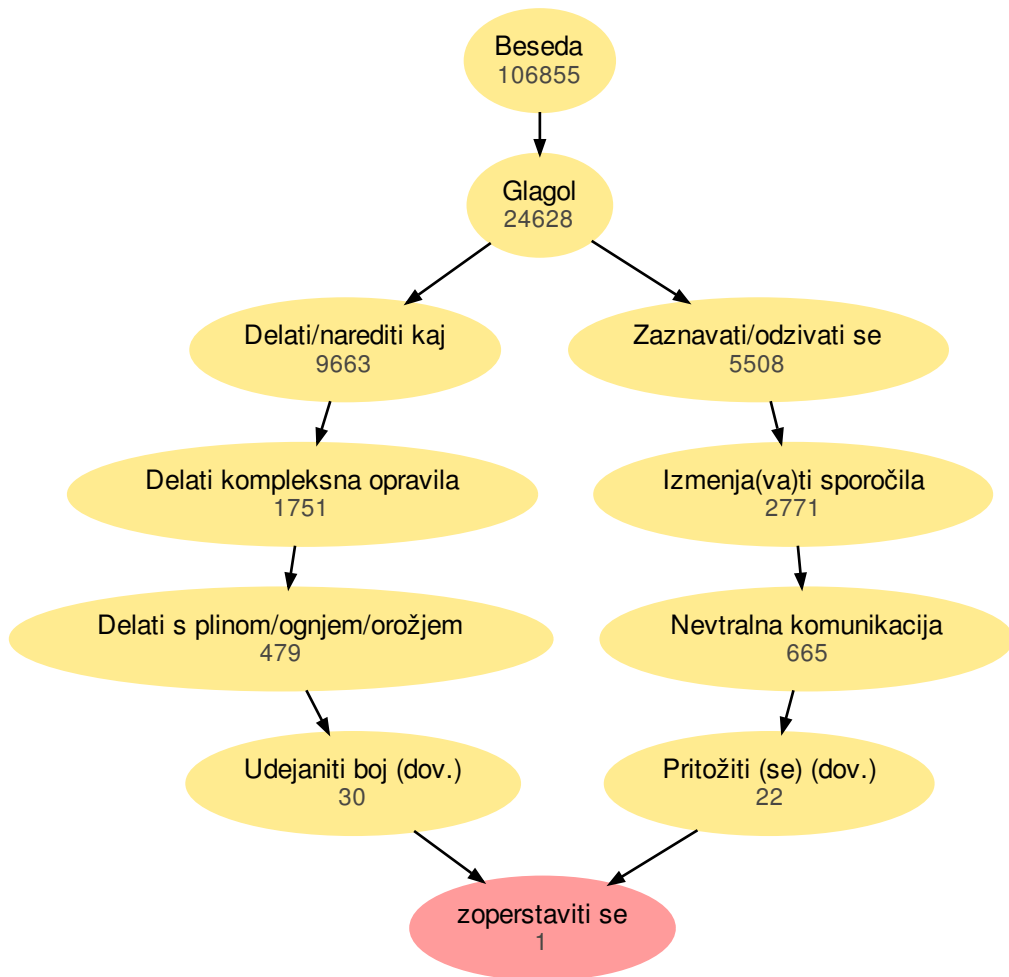 Beseda
106855
Glagol
24628
Delati/narediti kaj
9663
Zaznavati/odzivati se
5508
Delati kompleksna opravila
1751
Izmenja(va)ti sporočila
2771
Delati s plinom/ognjem/orožjem
479
Nevtralna komunikacija
665
Udejaniti boj (dov.)
30
Pritožiti (se) (dov.)
22
zoperstaviti se
1